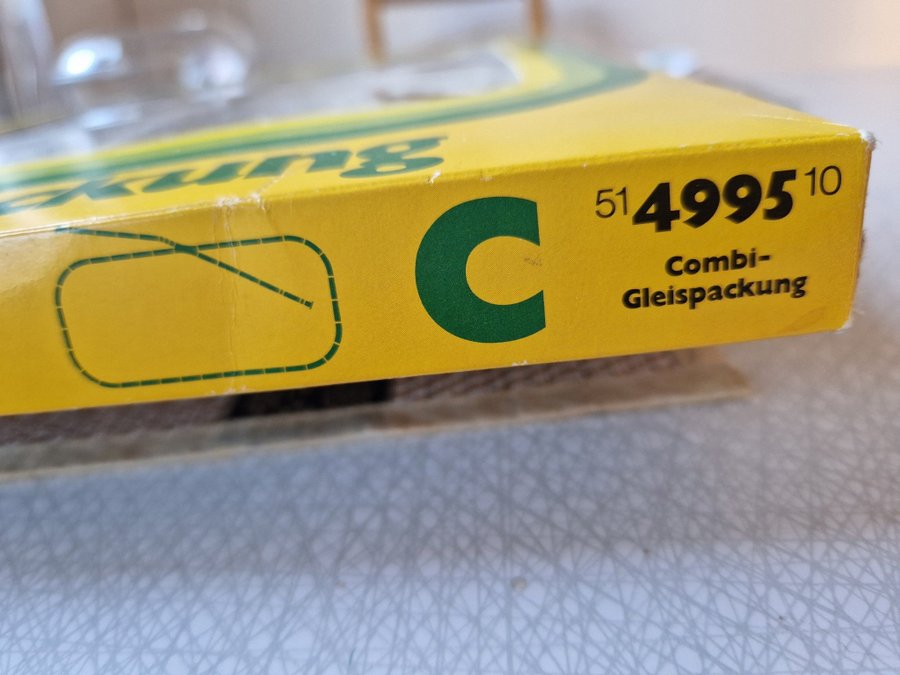 C
51 4995 10
Combi-
Gleispackung